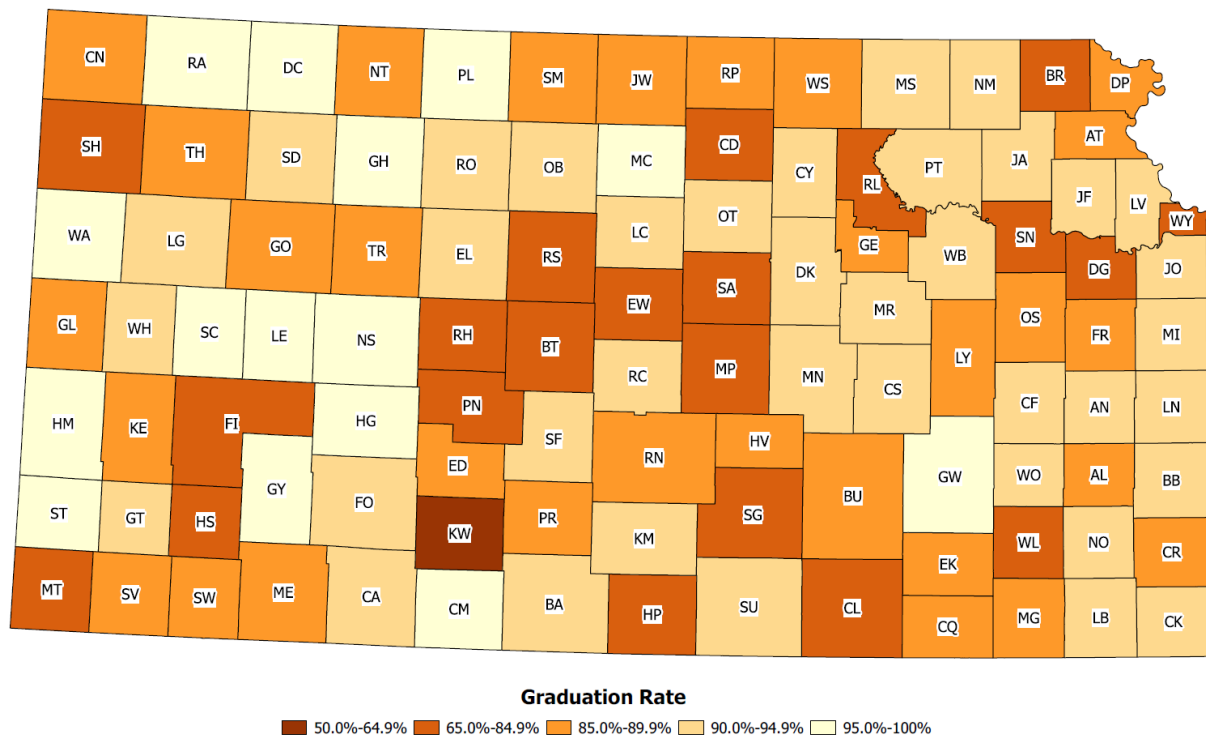 CN RA DC NT PL SM JW RP WS MS NM BR DP
SH TH SD GH RO OB MC CD CY RL PT JA AT
JF LV WY
WA LG GO TR EL RS LC OT DK GE WB SN DG JO
GL WH SC LE NS RH BT EW SA MR LY OS FR MI
HM KE FI HG PN SF RC MP MN CS CF AN LN
ST GT HS GY FO ED RN HV BU GW WO AL BB
KW PR KM SG EK WL NO CR
MT SV SW ME CA CM BA HP SU CL CQ MG LB CK
Graduation Rate
50.0%-64.9% 65.0%-84.9% 85.0%-89.9% 90.0%-94.9% 95.0%-100%